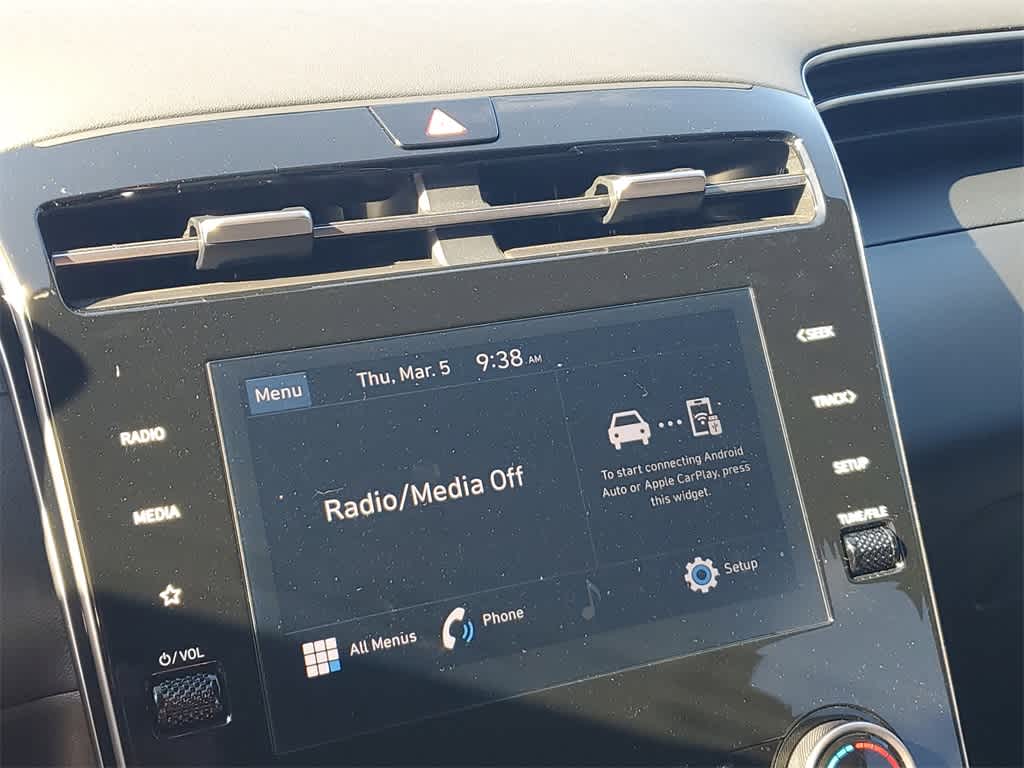 Menu
Thu, Mar. 5
9:38 AM
<SEEK
TRACK>
SETUP
TUNE/FILE
RADIO
MEDIA
/VOL
Radio/Media Off
To start connecting Android
Auto or Apple CarPlay, press
this widget.
All Menus
Phone
Setup